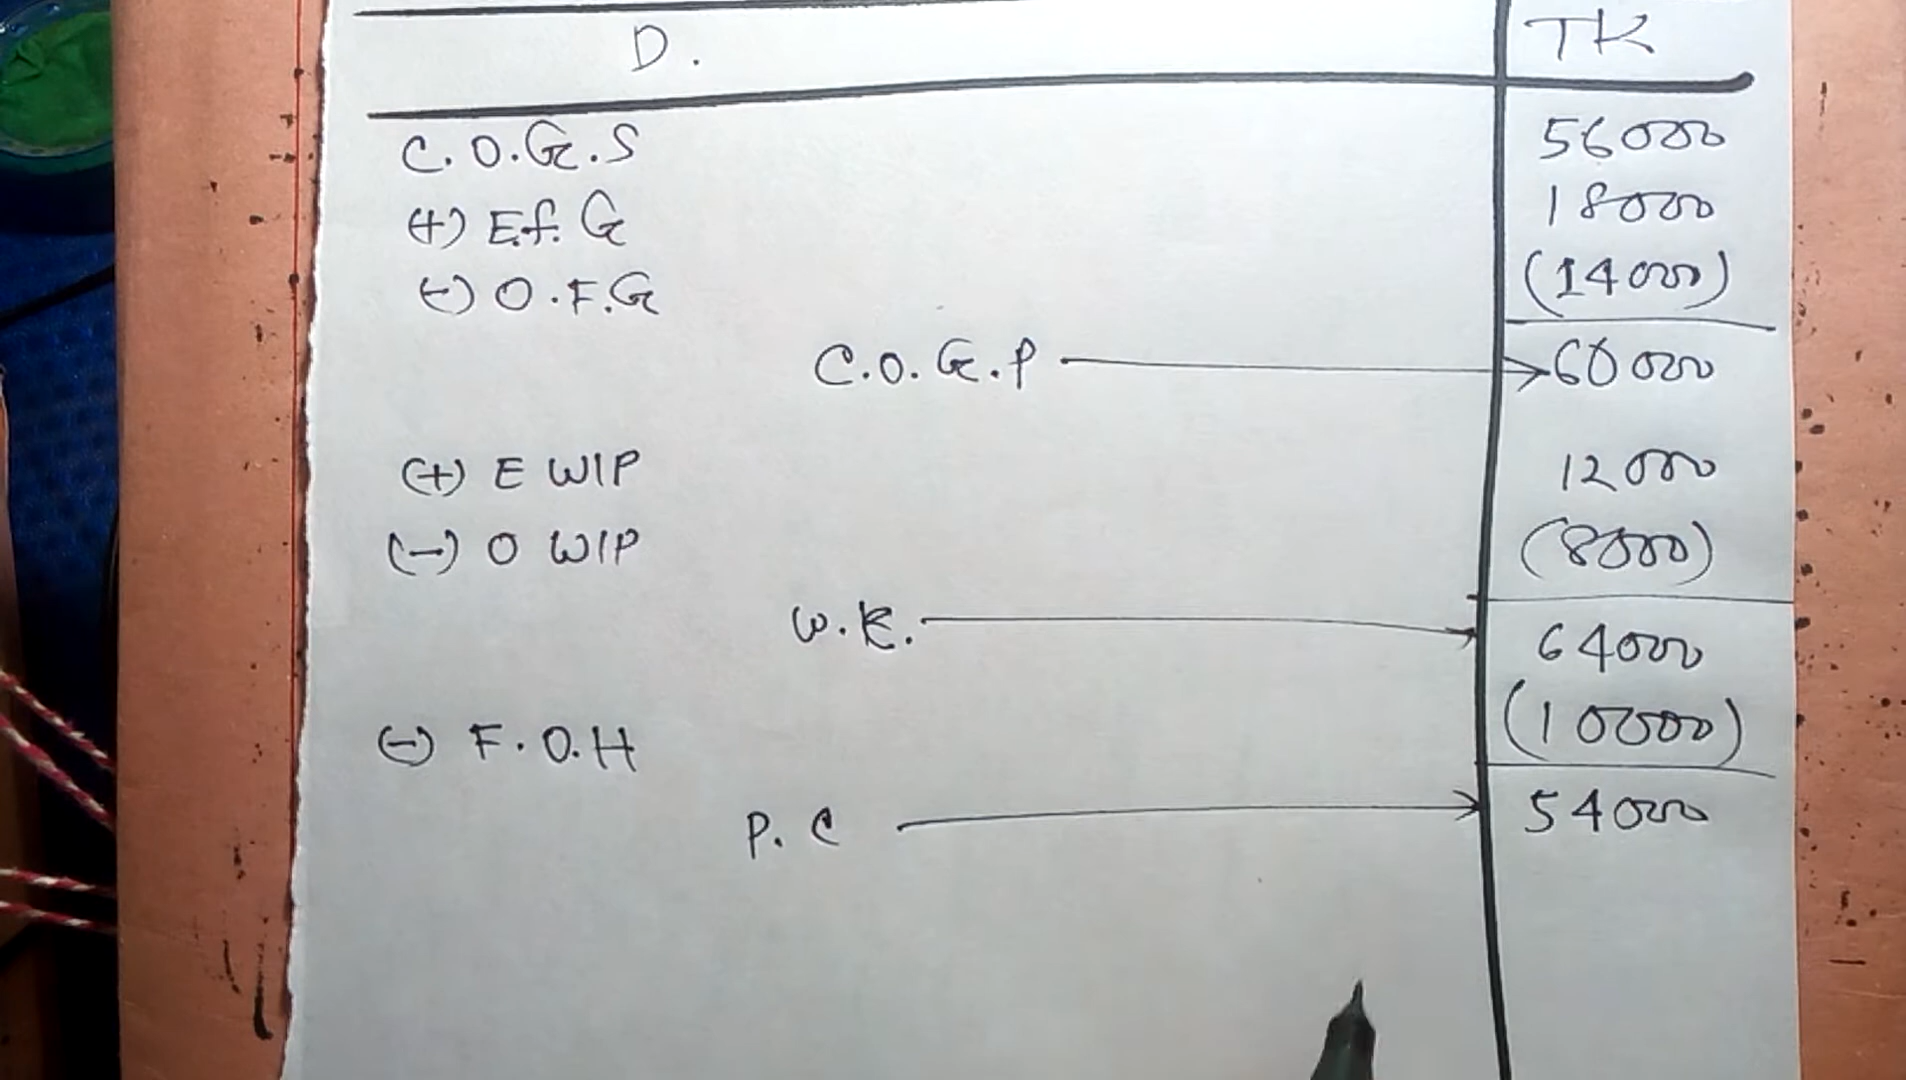 D. TK
C.O.G.S 56000
(+) E.f.G 18000
(-) O.F.G (14000)
C.O.G.P 60000
(+) E WIP 12000
(-) O WIP (8000)
64000
(-) F.O.H (10000)
P.C 54000